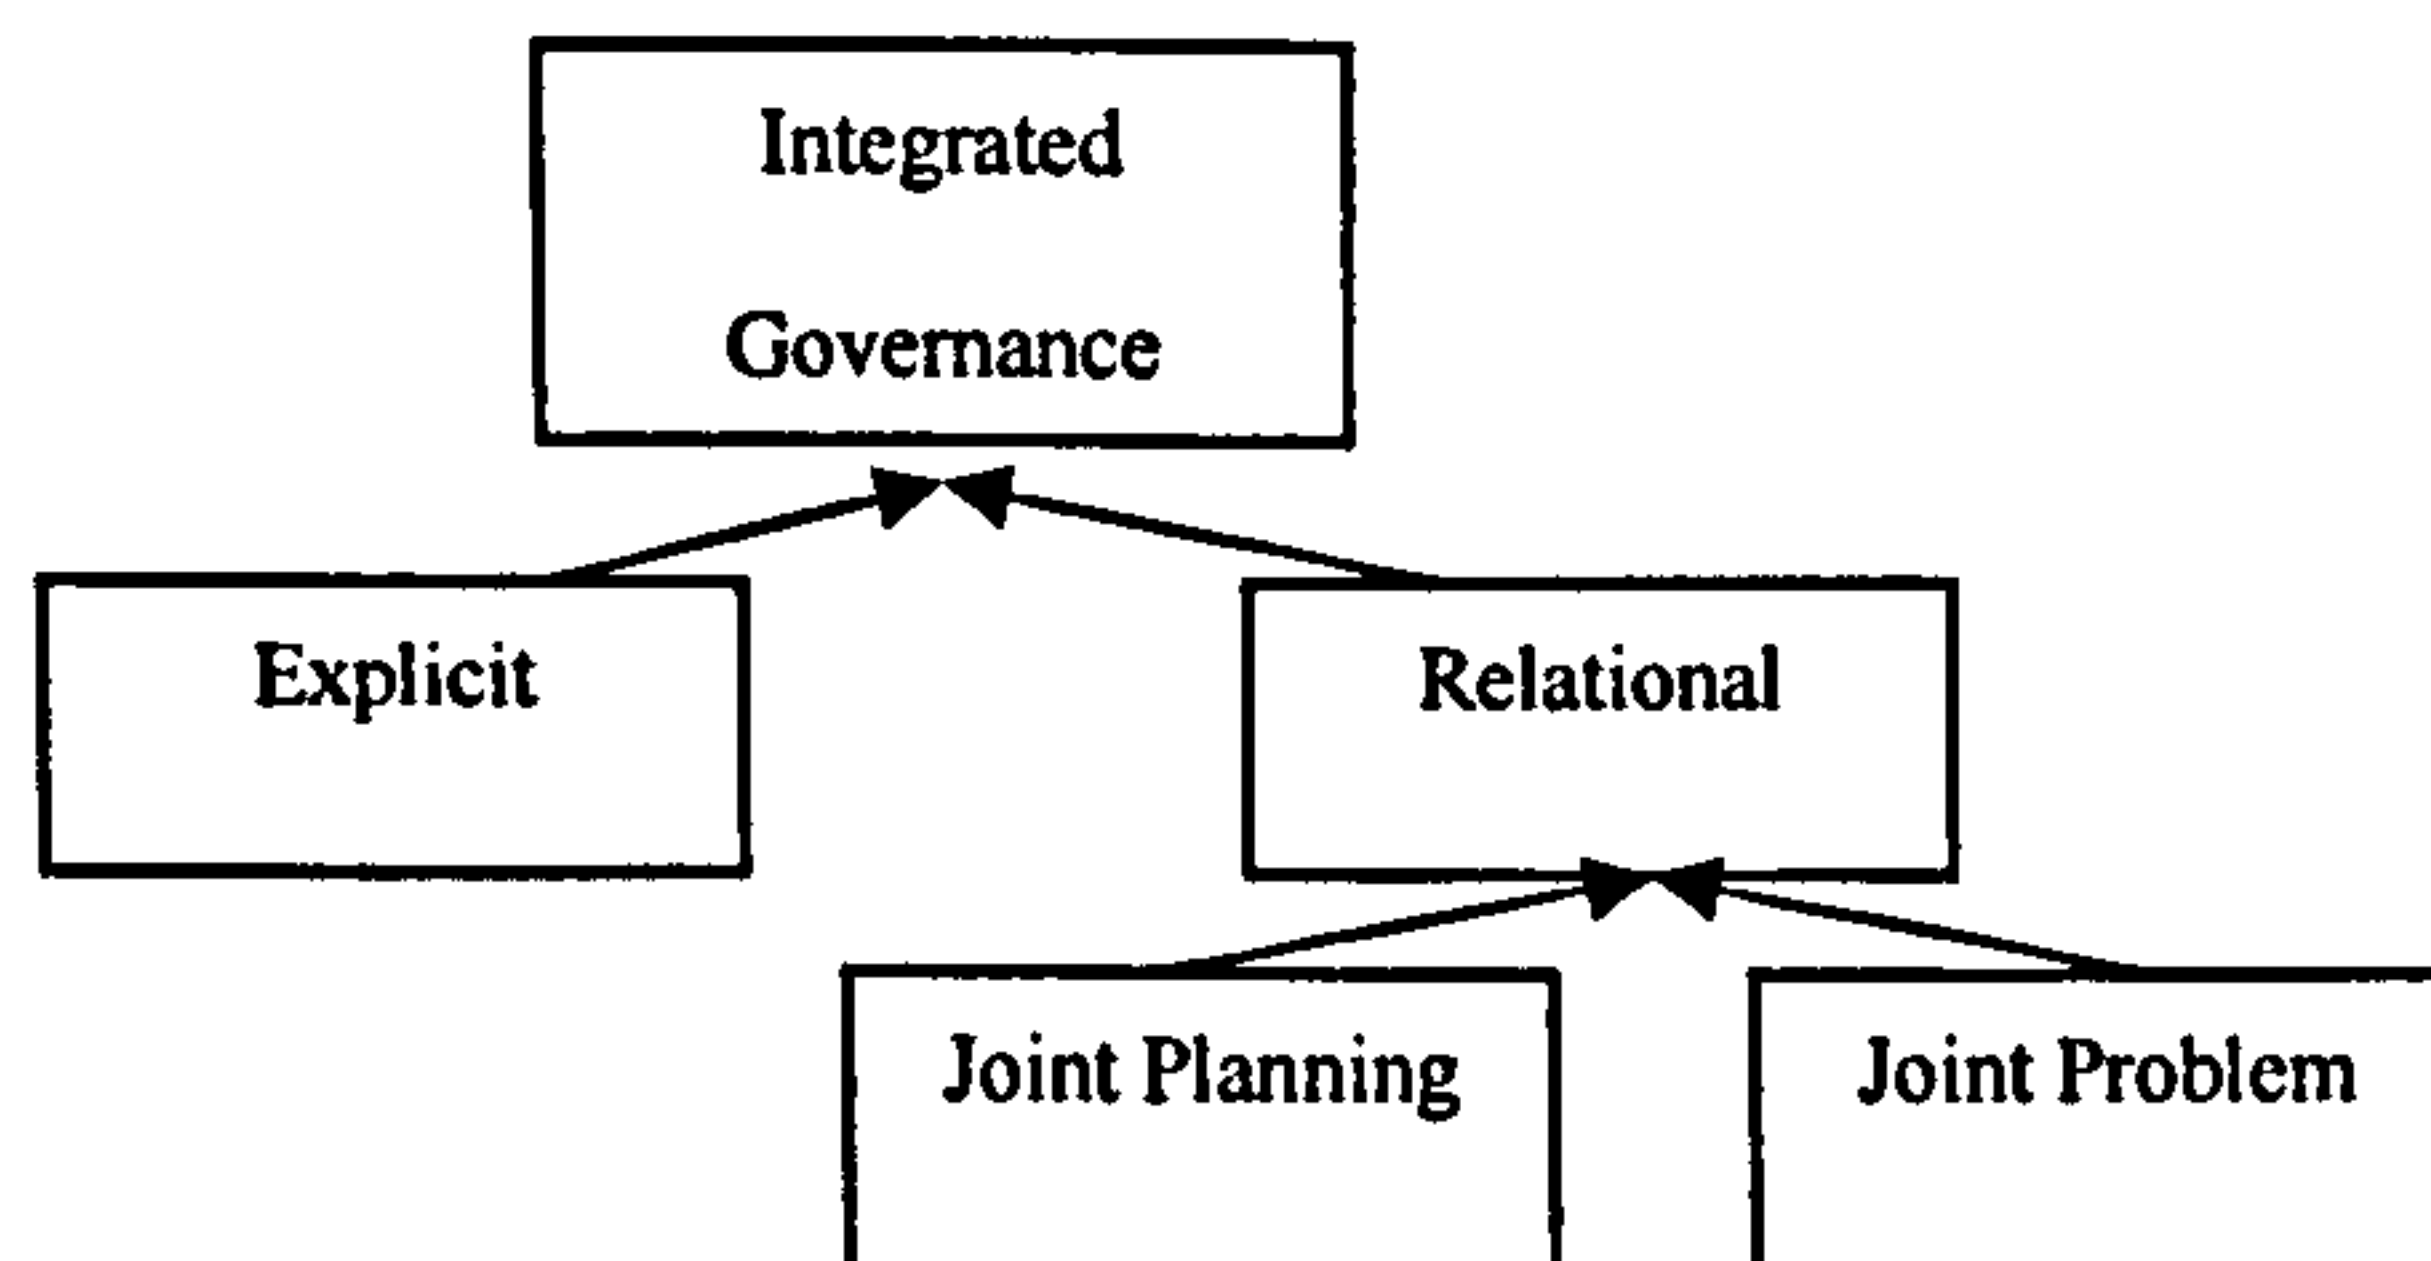 Integrated
Governance
Explicit
Relational
Joint Planning
Joint Problem